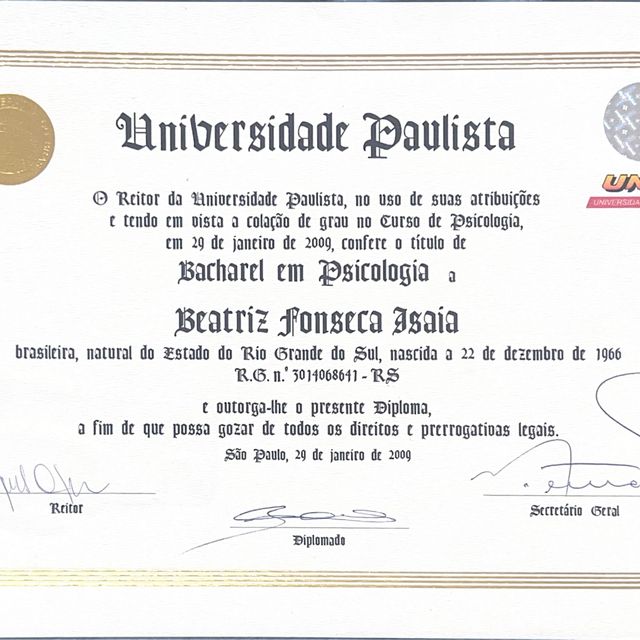 Universidade Paulista
UN
UNIVERSIDA
O Reitor da Universidade Paulista, no uso de suas atribuições
e tendo em vista a colação de grau no Curso de Psicologia,
em 29 de janeiro de 2009, confere o título de
Bacharel em Psicologia a
Beatriz Fonseca Isaia
brasileira, natural do Estado do Rio Grande do Sul, nascida a 22 de dezembro de 1966
R.G. n.º 3014068641 - RS
e outorga-lhe o presente Diploma,
a fim de que possa gozar de todos os direitos e prerrogativas legais.
São Paulo, 29 de janeiro de 2009
Reitor
Secretário Geral
Diplomado